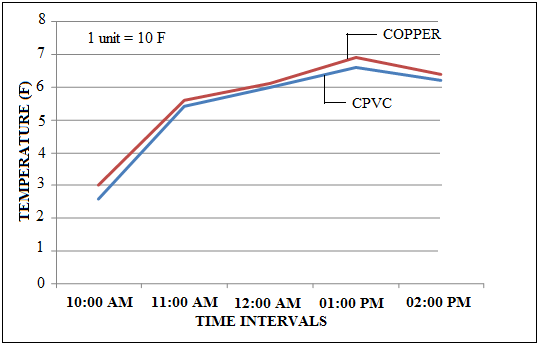 8
7
6
5
4
3
2
1
0
TEMPERATURE (F)
1 unit = 10 F
COPPER
CPVC
10:00 AM 11:00 AM 12:00 AM 01:00 PM 02:00 PM
TIME INTERVALS